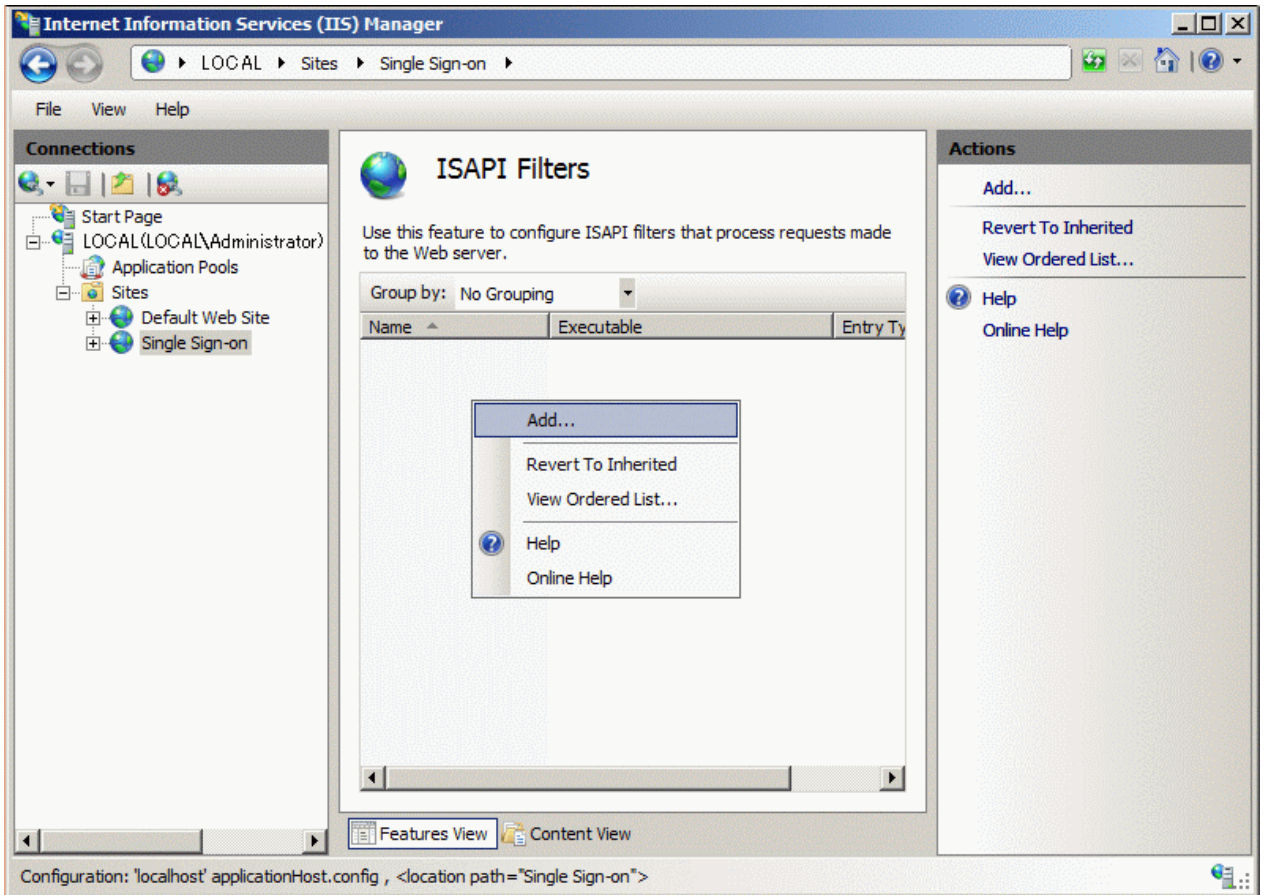 Internet Information Services (IIS) Manager
LOCAL Sites Single Sign-on
File View Help
Connections
Start Page
LOCAL(LOCAL\Administrator)
Application Pools
Sites
Default Web Site
Single Sign-on
ISAPI Filters
Use this feature to configure ISAPI filters that process requests made
to the Web server.
Group by: No Grouping
Name Executable Entry Ty
Add...
Revert To Inherited
View Ordered List...
Help
Online Help
Features View Content View
Actions
Add...
Revert To Inherited
View Ordered List...
Help
Online Help
Configuration: 'localhost' applicationHost.config , <location path="Single Sign-on">